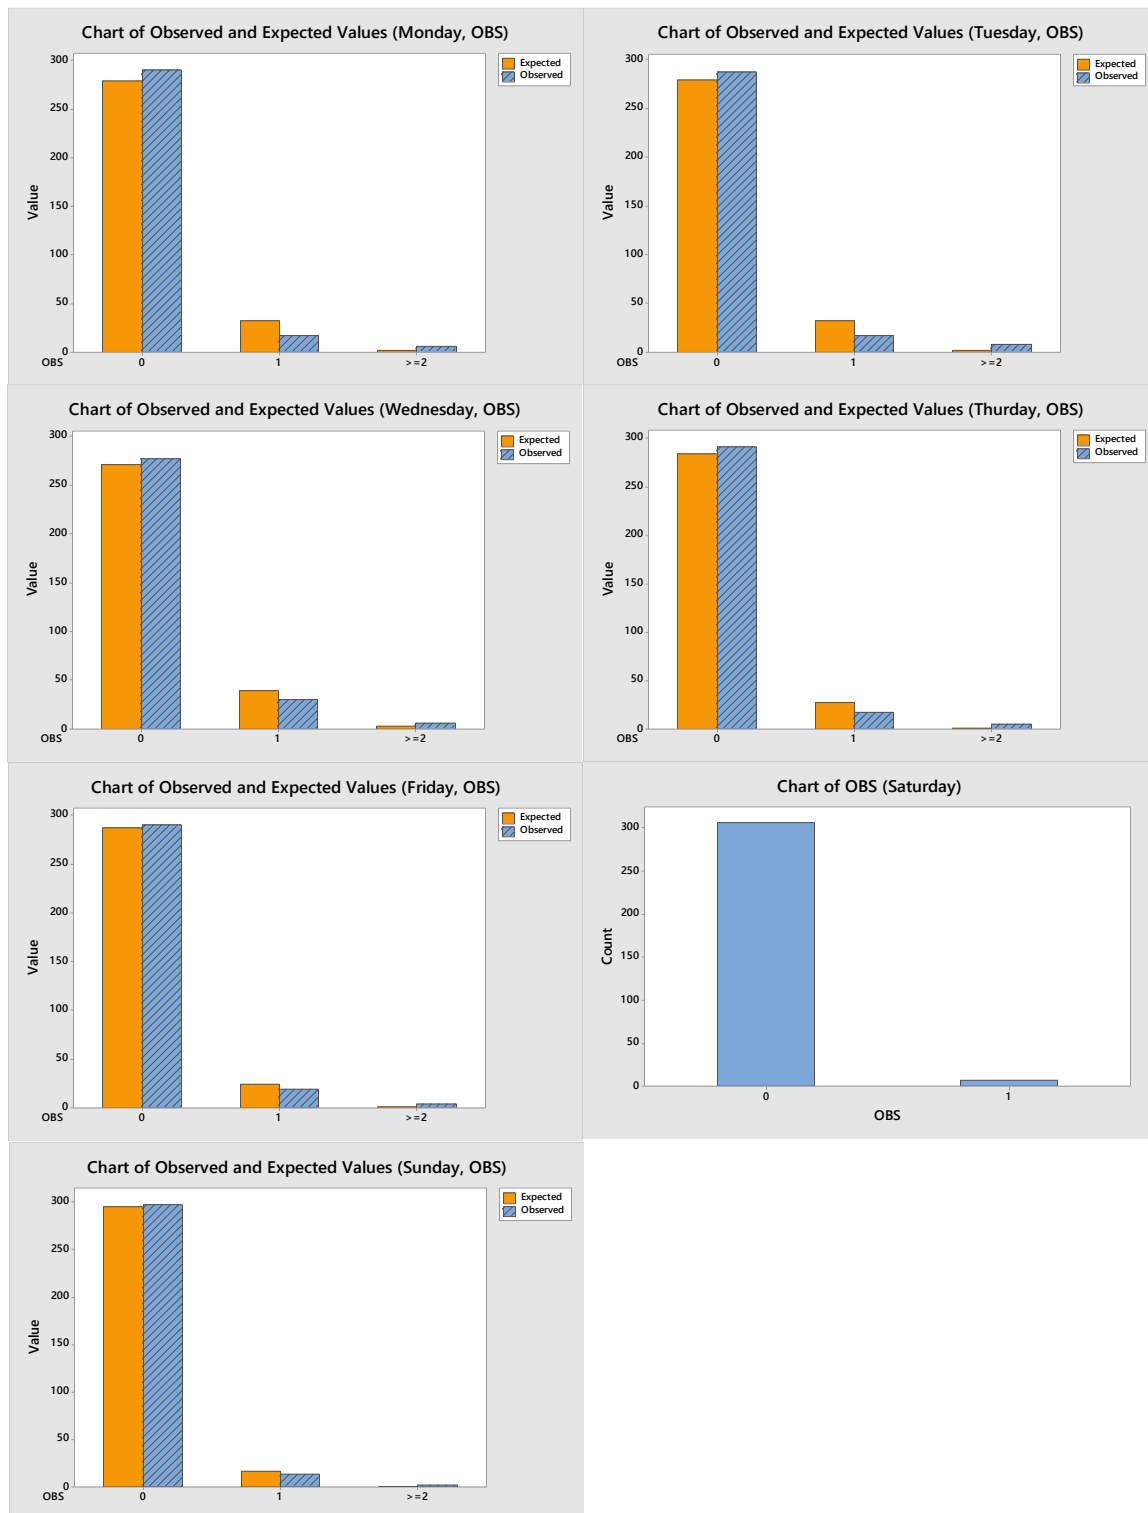 Chart of Observed and Expected Values (Monday, OBS)
Expected
Observed
300
250
200
150
100
50
0
Value
OBS 0 1 >=2
Chart of Observed and Expected Values (Tuesday, OBS)
Expected
Observed
300
250
200
150
100
50
0
Value
OBS 0 1 >=2
Chart of Observed and Expected Values (Wednesday, OBS)
Expected
Observed
300
250
200
150
100
50
0
Value
OBS 0 1 >=2
Chart of Observed and Expected Values (Thurday, OBS)
Expected
Observed
300
250
200
150
100
50
0
Value
OBS 0 1 >=2
Chart of Observed and Expected Values (Friday, OBS)
Expected
Observed
300
250
200
150
100
50
0
Value
OBS 0 1 >=2
Chart of OBS (Saturday)
300
250
200
150
100
50
0
Count
0 1
OBS
Chart of Observed and Expected Values (Sunday, OBS)
Expected
Observed
300
250
200
150
100
50
0
Value
OBS 0 1 >=2